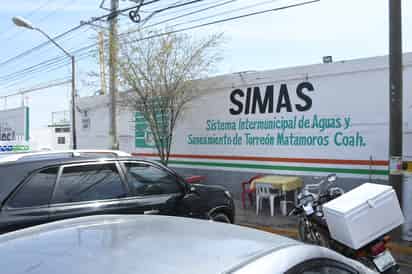 SIMAS
Sistema Intermunicipal de Aguas y
Saneamiento de Torreón Matamoros Coah.